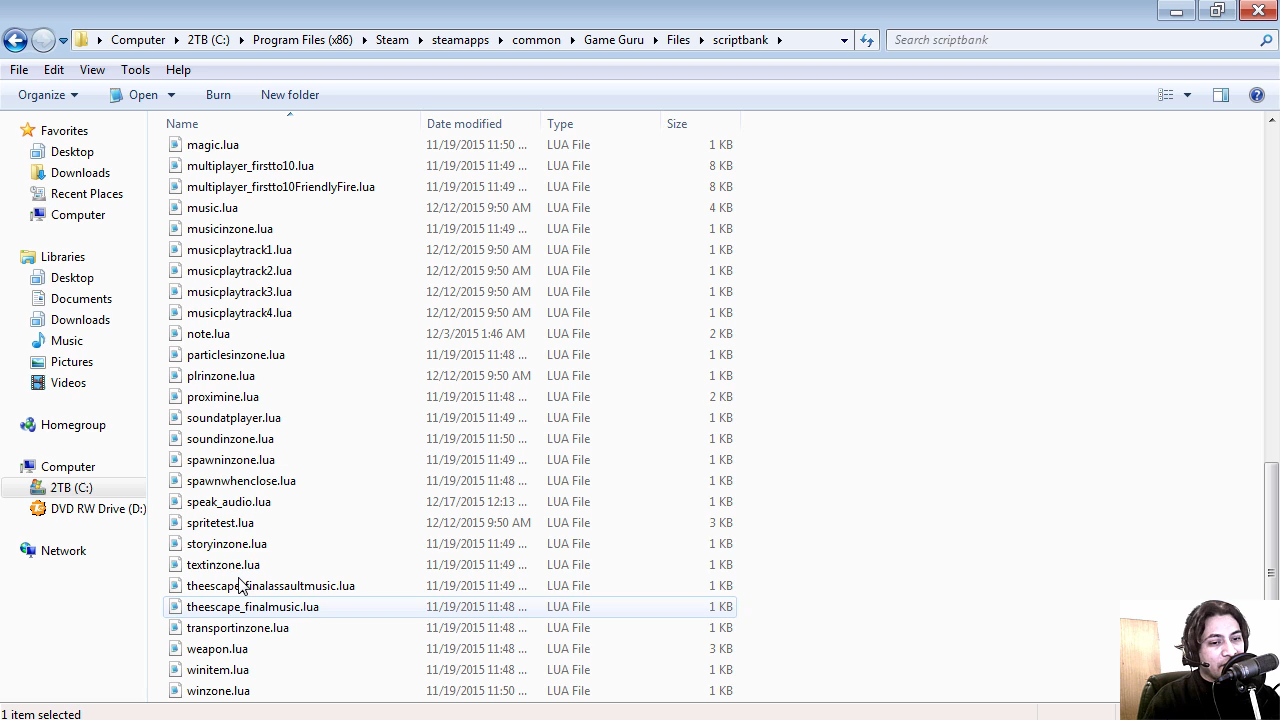 Computer 2TB (C:) Program Files (x86) Steam steamapps common Game Guru Files scriptbank Search scriptbank
File Edit View Tools Help
Organize Open Burn New folder
Favorites
Desktop
Downloads
Recent Places
Computer
Libraries
Desktop
Documents
Downloads
Music
Pictures
Videos
Homegroup
Computer
2TB (C:)
DVD RW Drive (D:)
Network
Name Date modified Type Size
magic.lua 11/19/2015 11:50 ... LUA File 1 KB
multiplayer_firstto10.lua 11/19/2015 11:49 ... LUA File 8 KB
multiplayer_firstto10FriendlyFire.lua 11/19/2015 11:49 ... LUA File 8 KB
music.lua 12/12/2015 9:50 AM LUA File 4 KB
musicinzone.lua 11/19/2015 11:49 ... LUA File 1 KB
musicplaytrack1.lua 12/12/2015 9:50 AM LUA File 1 KB
musicplaytrack2.lua 12/12/2015 9:50 AM LUA File 1 KB
musicplaytrack3.lua 12/12/2015 9:50 AM LUA File 1 KB
musicplaytrack4.lua 12/12/2015 9:50 AM LUA File 1 KB
note.lua 12/3/2015 1:46 AM LUA File 2 KB
particlesinzone.lua 11/19/2015 11:48 ... LUA File 1 KB
plrinzone.lua 12/12/2015 9:50 AM LUA File 1 KB
proximine.lua 11/19/2015 11:48 ... LUA File 2 KB
soundatplayer.lua 11/19/2015 11:49 ... LUA File 1 KB
soundinzone.lua 11/19/2015 11:50 ... LUA File 1 KB
spawninzone.lua 11/19/2015 11:49 ... LUA File 1 KB
spawnwhenclose.lua 11/19/2015 11:48 ... LUA File 1 KB
speak_audio.lua 12/17/2015 12:13 ... LUA File 1 KB
spritetest.lua 12/12/2015 9:50 AM LUA File 3 KB
storyinzone.lua 11/19/2015 11:49 ... LUA File 1 KB
textinzone.lua 11/19/2015 11:49 ... LUA File 1 KB
theescape_finalassaultmusic.lua 11/19/2015 11:49 ... LUA File 1 KB
theescape_finalmusic.lua 11/19/2015 11:48 ... LUA File 1 KB
transportinzone.lua 11/19/2015 11:48 ... LUA File 1 KB
weapon.lua 11/19/2015 11:48 ... LUA File 3 KB
winitem.lua 11/19/2015 11:48 ... LUA File 1 KB
winzone.lua 11/19/2015 11:50 ... LUA File 1 KB
1 item selected